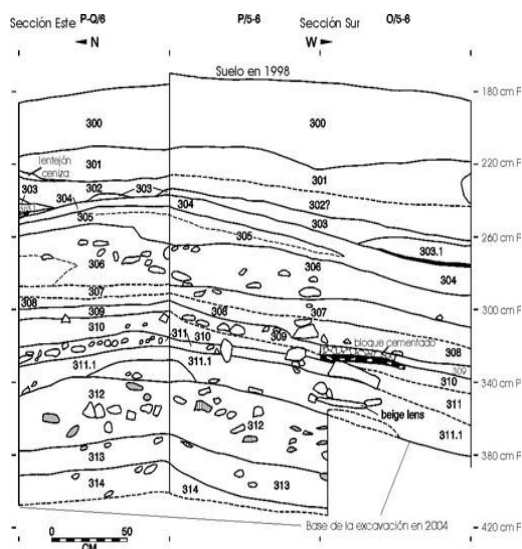 Sección Este P-Q/6 P/5-6 Sección Sur O/5-6
N W
Suelo en 1998
180 cm P
300 300
lentejón
ceniza
301
220 cm P
301
303 302 303
304
304
302?
303
305
305
303.1
260 cm P
306
306
304
307
308
307
300 cm P
309
308
310
309
311
310
bloque cementado
308
309
311.1
311.1
310
340 cm P
311
312
312
beige lens
311.1
313
380 cm P
314
314
313
Base de la excavación en 2004
420 cm P
0 50
CM